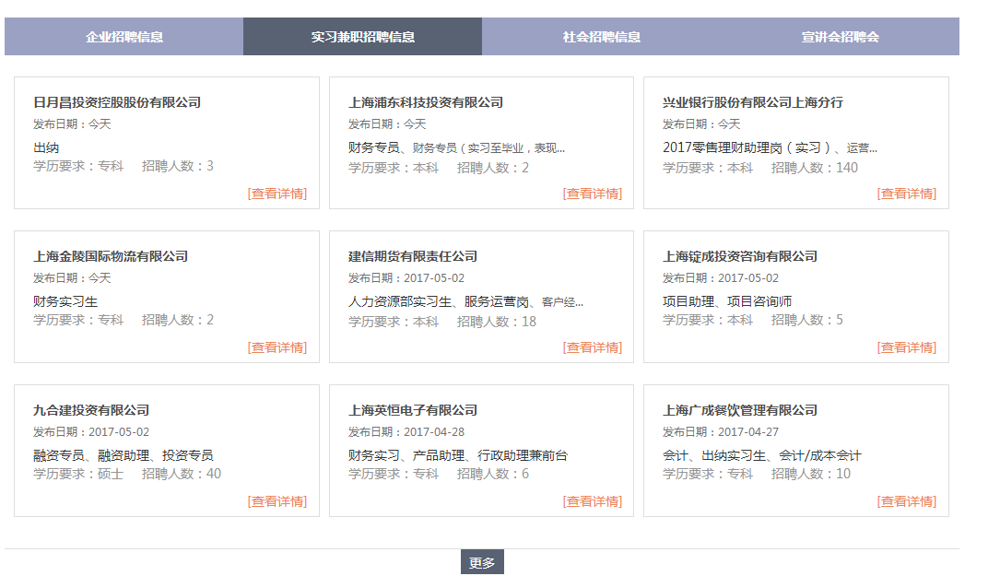 企业招聘信息 实习兼职招聘信息 社会招聘信息 宣讲会招聘会
日月昌投资控股股份有限公司
发布日期：今天
出纳
学历要求：专科 招聘人数：3
[查看详情]
上海浦东科技投资有限公司
发布日期：今天
财务专员、财务专员（实习至毕业，表现...
学历要求：本科 招聘人数：2
[查看详情]
兴业银行股份有限公司上海分行
发布日期：今天
2017零售理财助理岗（实习）、运营...
学历要求：本科 招聘人数：140
[查看详情]
上海金陵国际物流有限公司
发布日期：今天
财务实习生
学历要求：专科 招聘人数：2
[查看详情]
建信期货有限责任公司
发布日期：2017-05-02
人力资源部实习生、服务运营岗、客户经...
学历要求：本科 招聘人数：18
[查看详情]
上海锭成投资咨询有限公司
发布日期：2017-05-02
项目助理、项目咨询师
学历要求：本科 招聘人数：5
[查看详情]
九合建投资有限公司
发布日期：2017-05-02
融资专员、融资助理、投资专员
学历要求：硕士 招聘人数：40
[查看详情]
上海英恒电子有限公司
发布日期：2017-04-28
财务实习、产品助理、行政助理兼前台
学历要求：专科 招聘人数：6
[查看详情]
上海广成餐饮管理有限公司
发布日期：2017-04-27
会计、出纳实习生、会计/成本会计
学历要求：专科 招聘人数：10
[查看详情]
更多